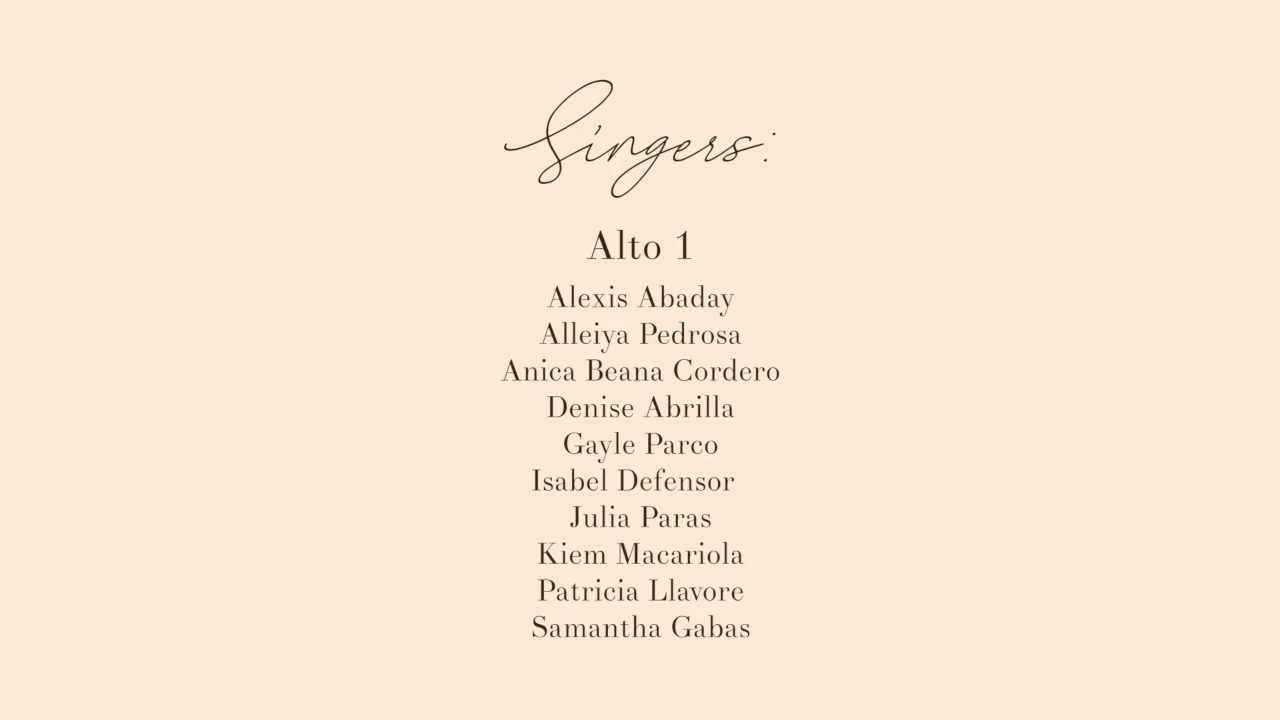 Singers:
Alto 1
Alexis Abaday
Alleiya Pedrosa
Anica Beana Cordero
Denise Abrilla
Gayle Parco
Isabel Defensor
Julia Paras
Kiem Macariola
Patricia Llavore
Samantha Gabas